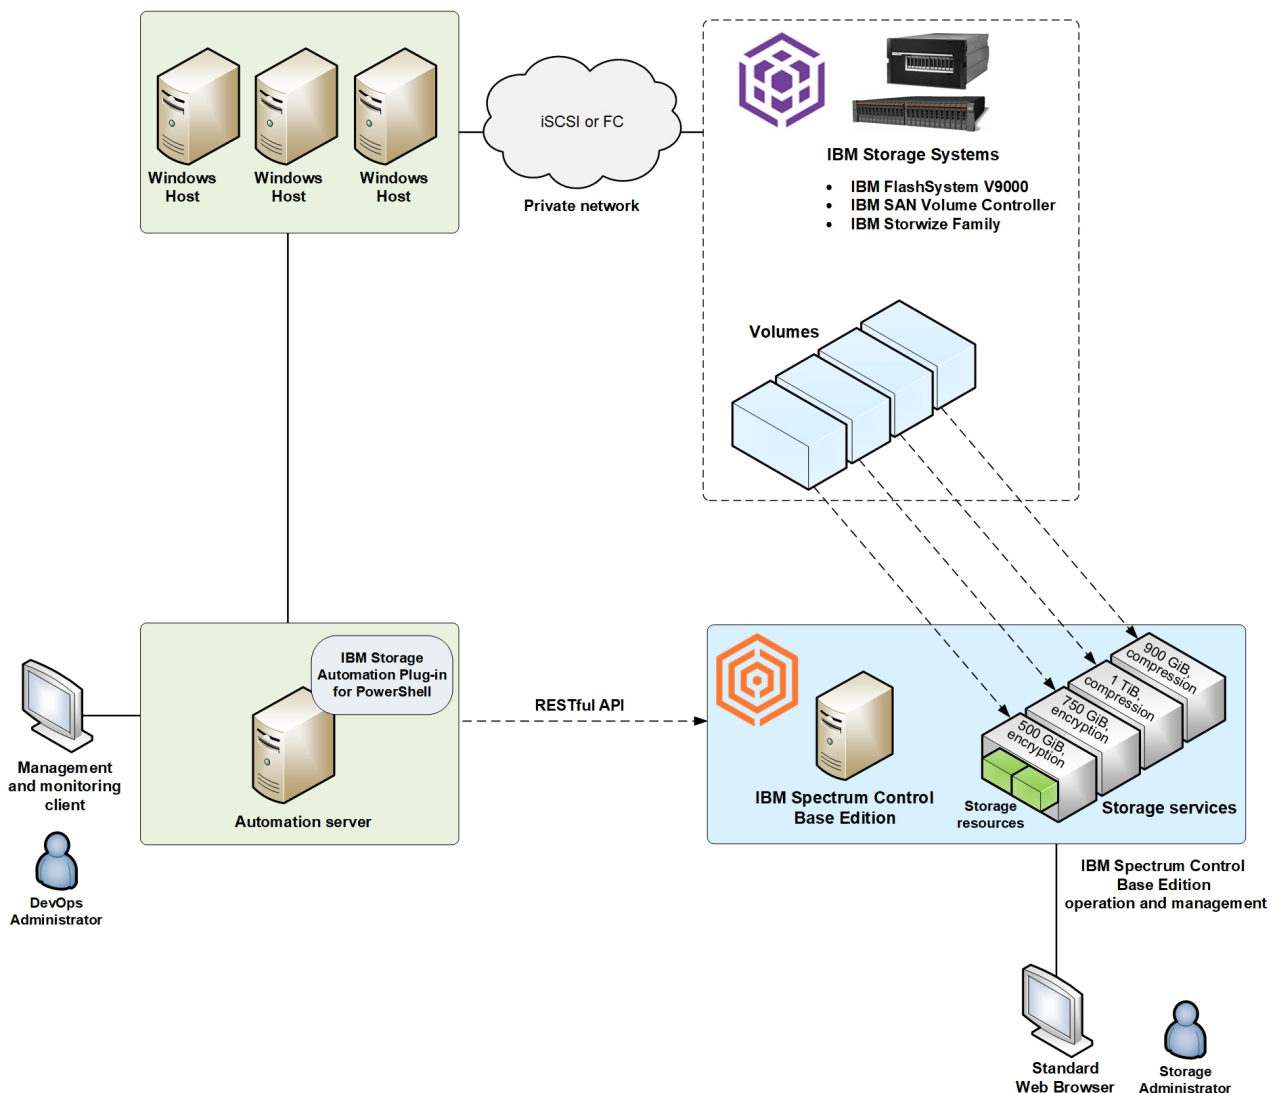 Windows
Host
Windows
Host
Windows
Host
iSCSI or FC
Private network
IBM Storage Systems
• IBM FlashSystem V9000
• IBM SAN Volume Controller
• IBM Storwize Family
Volumes
IBM Storage
Automation Plug-in
for PowerShell
Automation server
Management
and monitoring
client
DevOps
Administrator
RESTful API
IBM Spectrum Control
Base Edition
900 GiB,
compression
1 TiB,
compression
750 GiB,
encryption
500 GiB,
encryption
Storage
resources
Storage services
IBM Spectrum Control
Base Edition
operation and management
Standard
Web Browser
Storage
Administrator